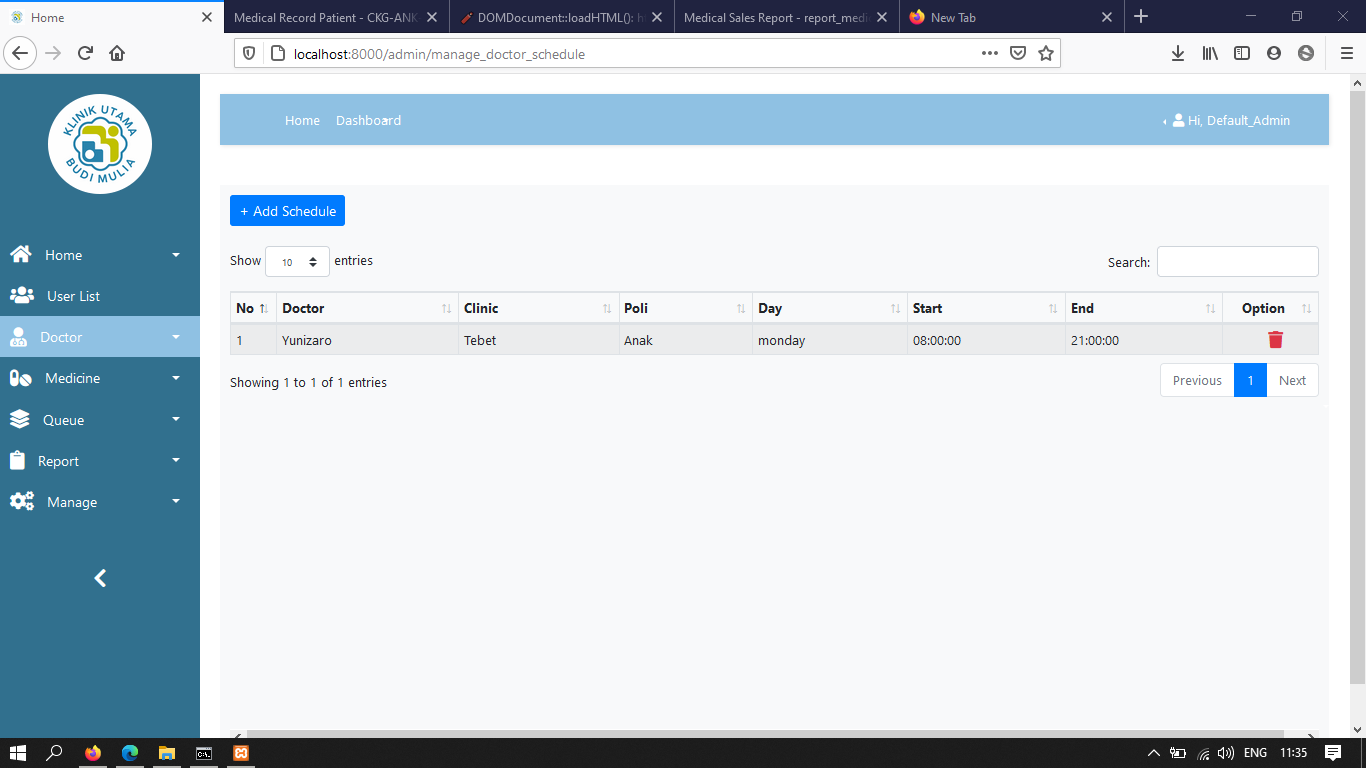 Home
Medical Record Patient - CKG-ANK
DOMDocument::loadHTML(): h
Medical Sales Report - report_medi
New Tab
localhost:8000/admin/manage_doctor_schedule
KLINIK UTAMA
BUDI MULIA
Home Dashboard
Hi, Default_Admin
Home
User List
Doctor
Medicine
Queue
Report
Manage
+ Add Schedule
Show 10 entries
Search:
No Doctor Clinic Poli Day Start End Option
1 Yunizaro Tebet Anak monday 08:00:00 21:00:00
Showing 1 to 1 of 1 entries
Previous 1 Next
ENG 11:35